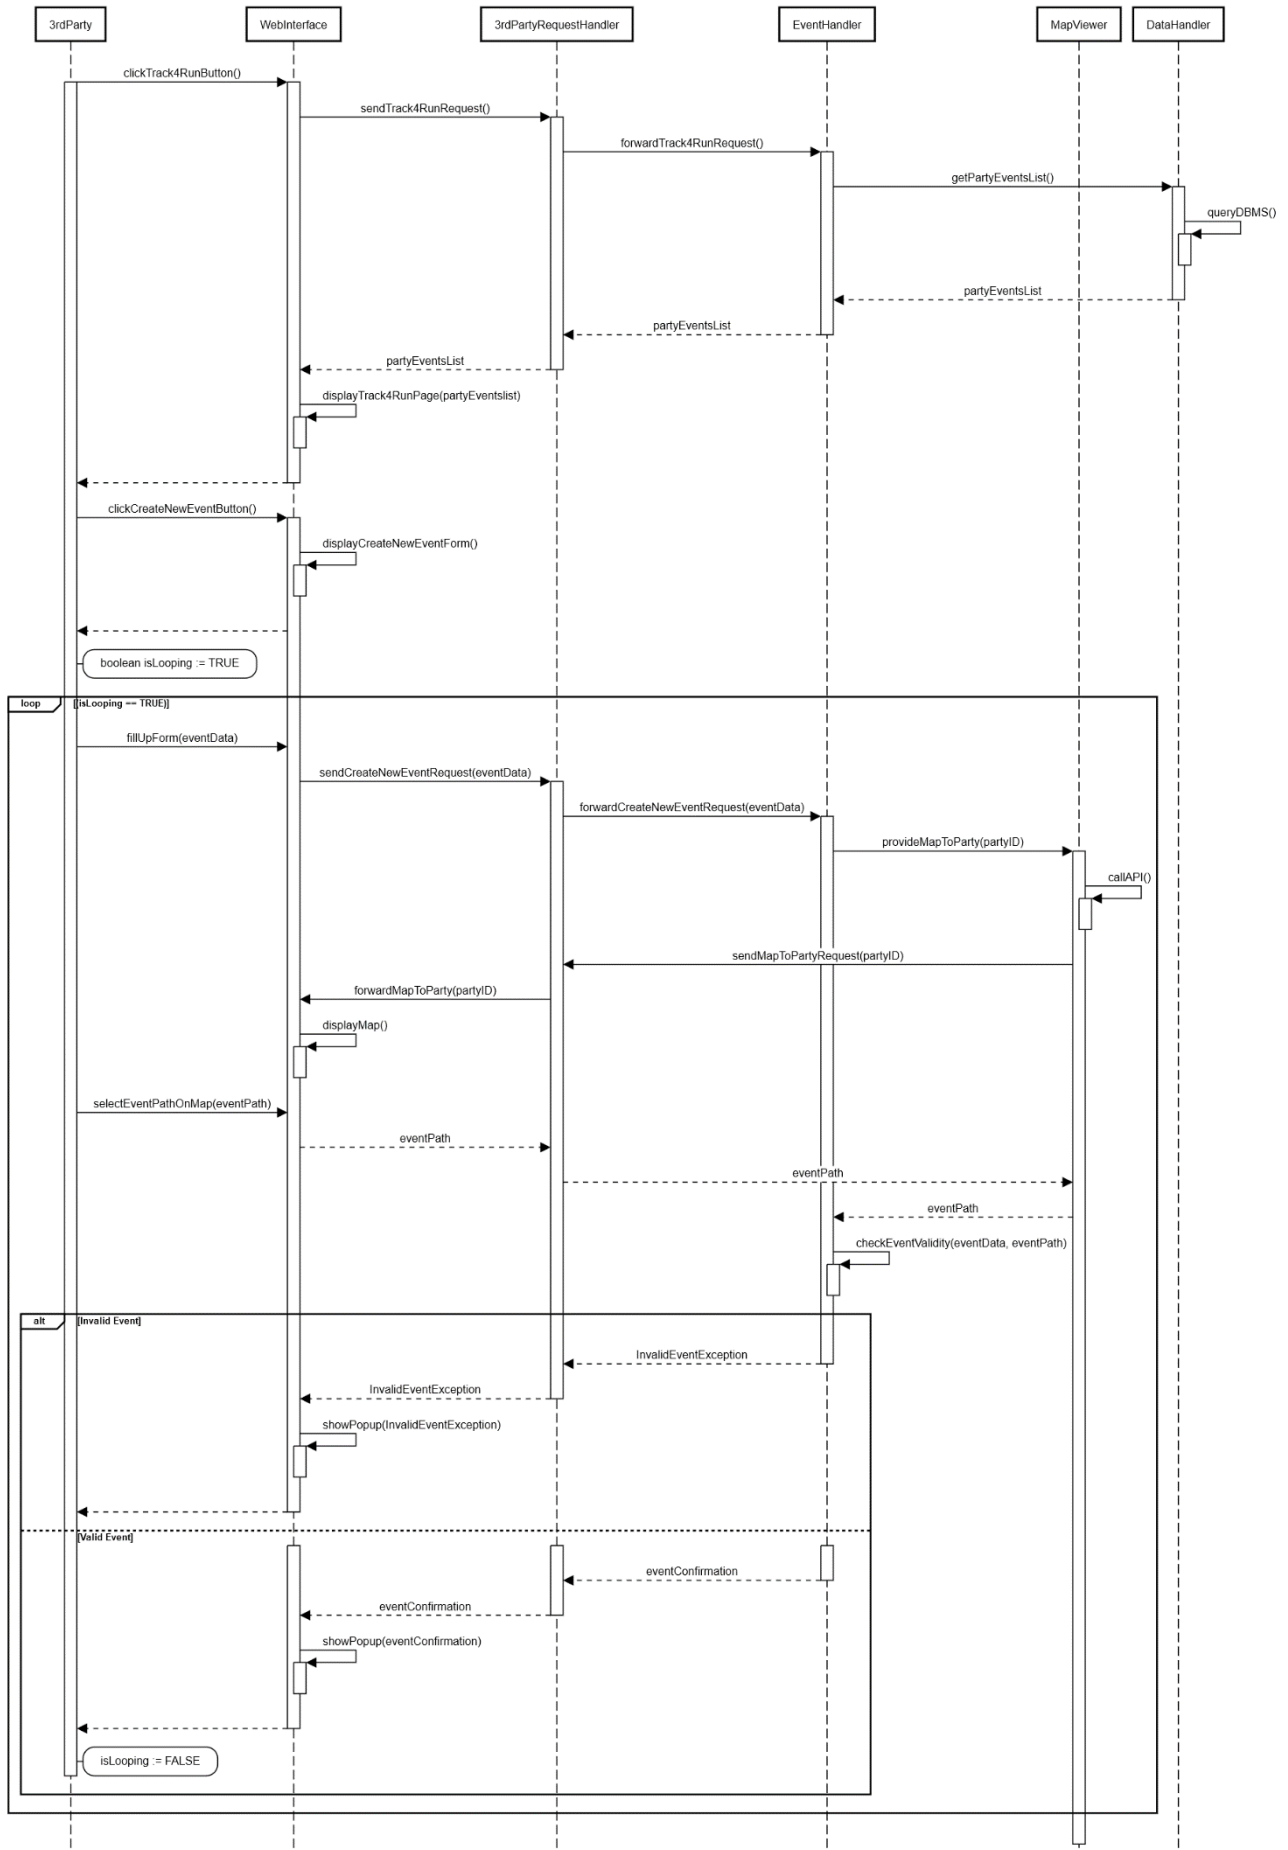 3rdParty
WebInterface
3rdPartyRequestHandler
EventHandler
MapViewer
DataHandler
clickTrack4RunButton()
sendTrack4RunRequest()
forwardTrack4RunRequest()
getPartyEventsList()
queryDBMS()
partyEventsList
partyEventsList
partyEventsList
displayTrack4RunPage(partyEventslist)
clickCreateNewEventButton()
displayCreateNewEventForm()
boolean isLooping := TRUE
loop
[(isLooping == TRUE)]
fillUpForm(eventData)
sendCreateNewEventRequest(eventData)
forwardCreateNewEventRequest(eventData)
provideMapToParty(partyID)
callAPI()
sendMapToPartyRequest(partyID)
forwardMapToParty(partyID)
displayMap()
selectEventPathOnMap(eventPath)
eventPath
eventPath
eventPath
checkEventValidity(eventData, eventPath)
alt
[Invalid Event]
InvalidEventException
InvalidEventException
showPopup(InvalidEventException)
[Valid Event]
eventConfirmation
eventConfirmation
showPopup(eventConfirmation)
isLooping := FALSE